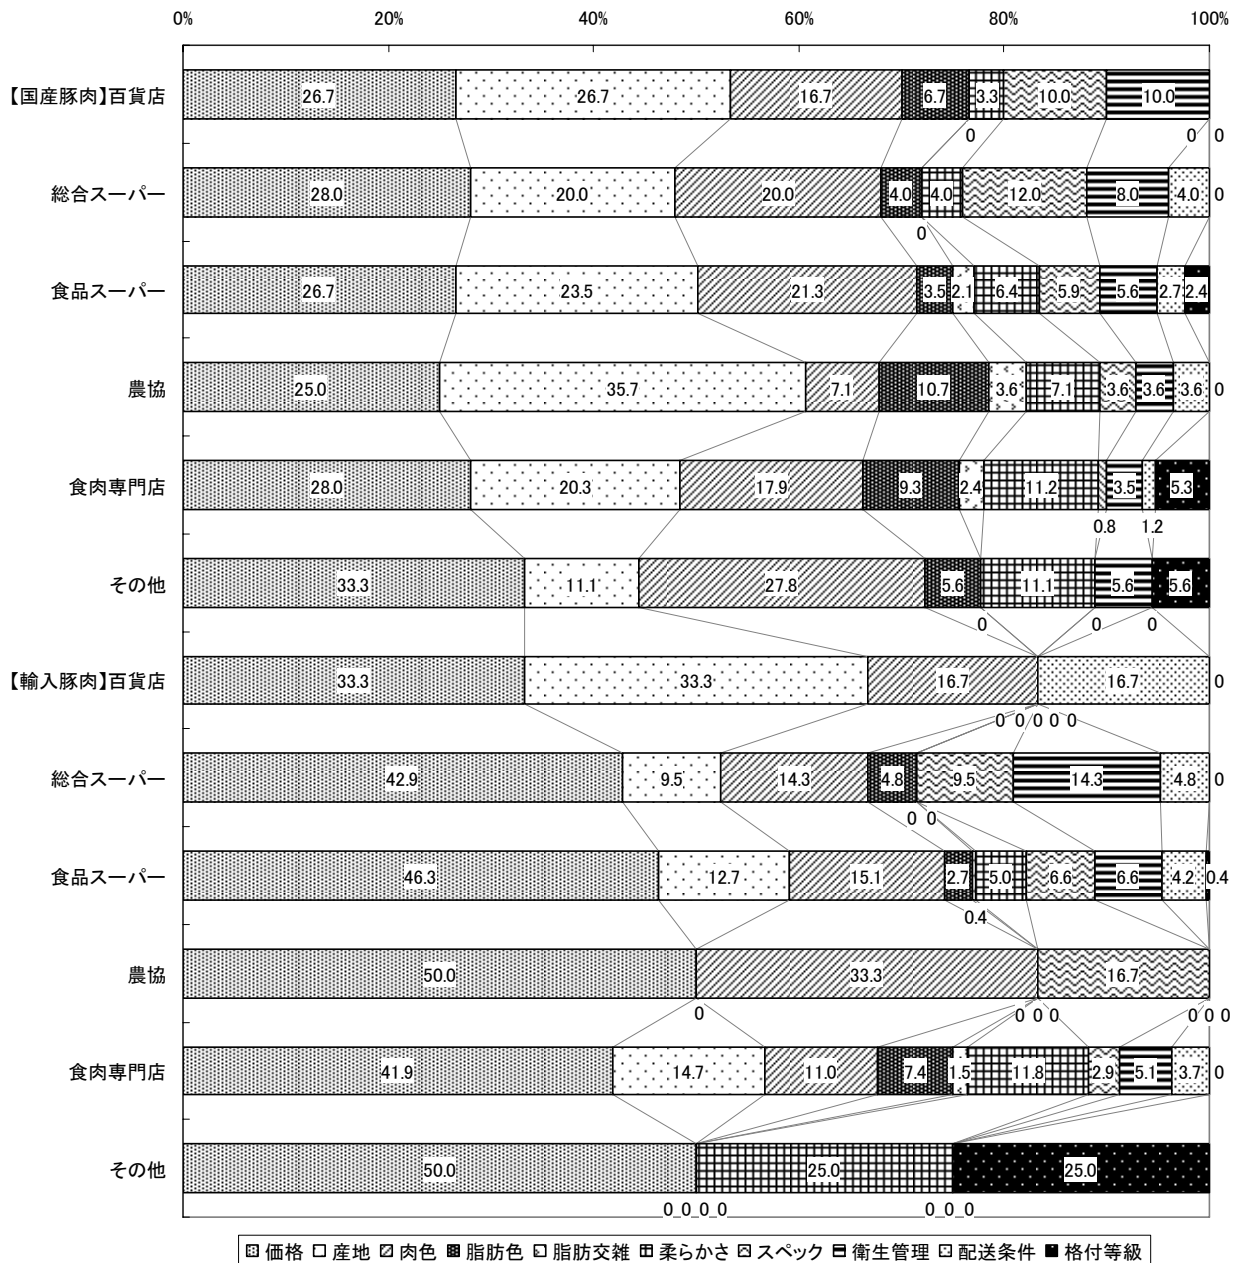 0% 20% 40% 60% 80% 100%
【国産豚肉】百貨店 26.7 26.7 16.7 6.7 3.3 10.0 10.0
0 0 0
総合スーパー 28.0 20.0 20.0 4.0 4.0 12.0 8.0 4.0 0
0
食品スーパー 26.7 23.5 21.3 3.5 2.1 6.4 5.9 5.6 2.7 2.4
農協 25.0 35.7 7.1 10.7 3.6 7.1 3.6 3.6 3.6 0
食肉専門店 28.0 20.3 17.9 9.3 2.4 11.2 3.5 5.3
0.8 1.2
その他 33.3 11.1 27.8 5.6 11.1 5.6 5.6
0 0 0
【輸入豚肉】百貨店 33.3 33.3 16.7 16.7 0
0 0 0 0 0
総合スーパー 42.9 9.5 14.3 4.8 9.5 14.3 4.8 0
0 0
食品スーパー 46.3 12.7 15.1 2.7 5.0 6.6 6.6 4.2 0.4
0.4
農協 50.0 33.3 16.7
0 0 0 0 0 0 0
食肉専門店 41.9 14.7 11.0 7.4 1.5 11.8 2.9 5.1 3.7 0
その他 50.0 25.0 25.0
0 0 0 0 0 0 0
価格 産地 肉色 脂肪色 脂肪交雑 柔らかさ スペック 衛生管理 配送条件 格付等級